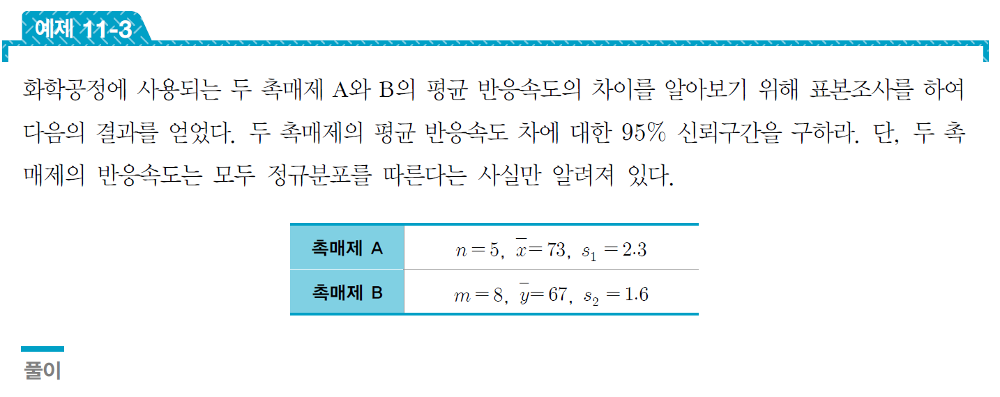 예제 11-3
화학공정에 사용되는 두 촉매제 A와 B의 평균 반응속도의 차이를 알아보기 위해 표본조사를 하여
다음의 결과를 얻었다. 두 촉매제의 평균 반응속도 차에 대한 95% 신뢰구간을 구하라. 단, 두 촉
매제의 반응속도는 모두 정규분포를 따른다는 사실만 알려져 있다.
촉매제 A n=5, x̅=73, s₁=2.3
촉매제 B m=8, y̅=67, s₂=1.6
풀이